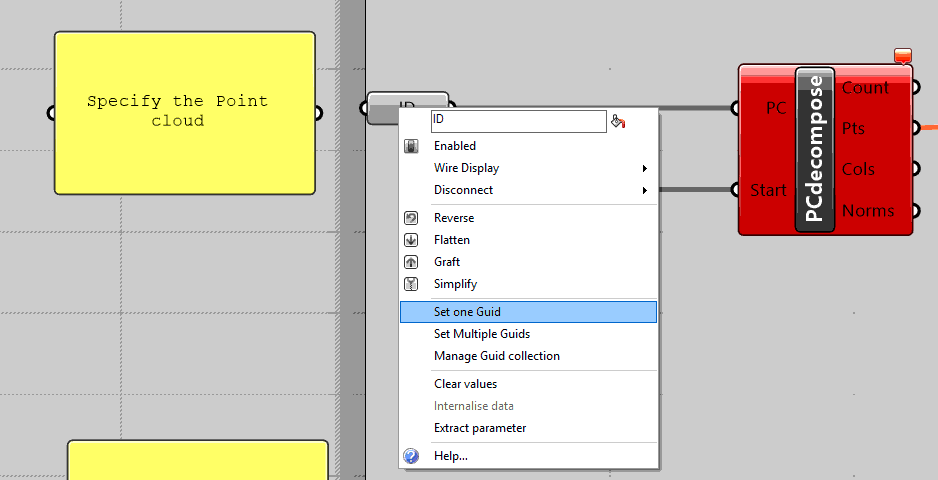 Specify the Point
cloud
ID
ID
Enabled
Wire Display
Disconnect
Reverse
Flatten
Graft
Simplify
Set one Guid
Set Multiple Guids
Manage Guid collection
Clear values
Internalise data
Extract parameter
Help...
PC
Start
PCdecompose
Count
Pts
Cols
Norms